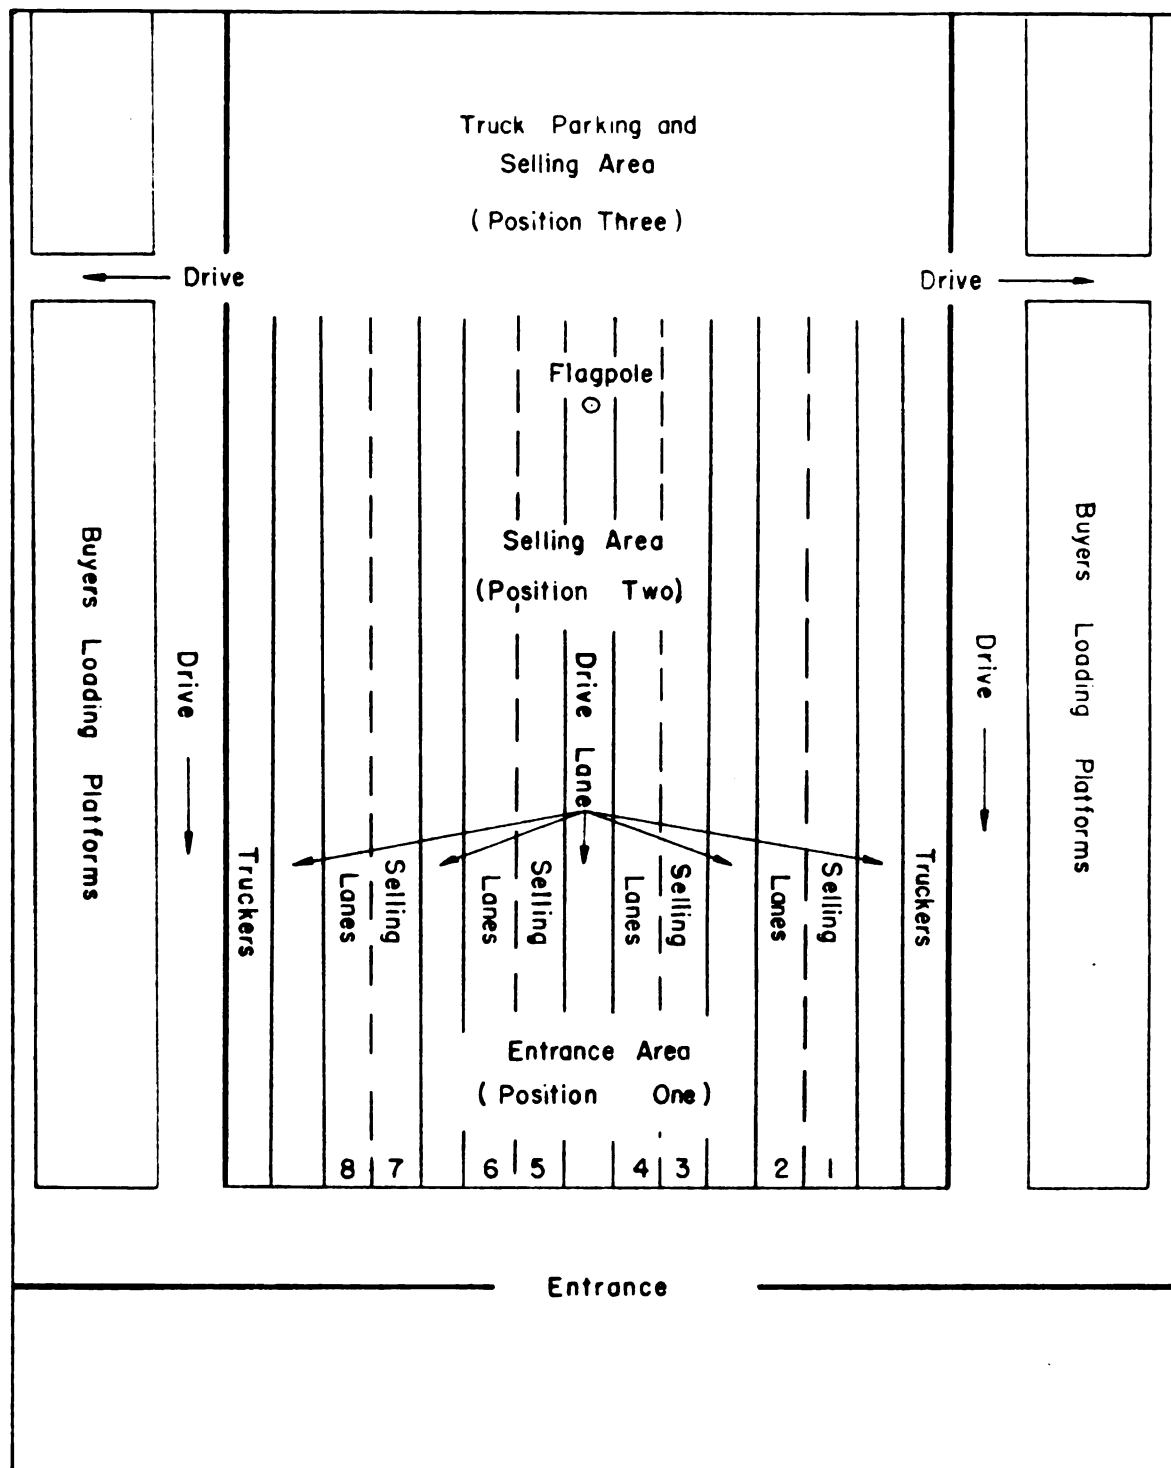 Truck Parking and
Selling Area
( Position Three )
Drive
Drive
Flagpole
Selling Area
(Position Two)
Buyers Loading Platforms
Drive
Drive Lane
Drive
Buyers Loading Platforms
Truckers
Lanes
Selling
Lanes
Selling
Lanes
Selling
Lanes
Selling
Truckers
Entrance Area
( Position One )
8 7 6 5 4 3 2 1
Entrance